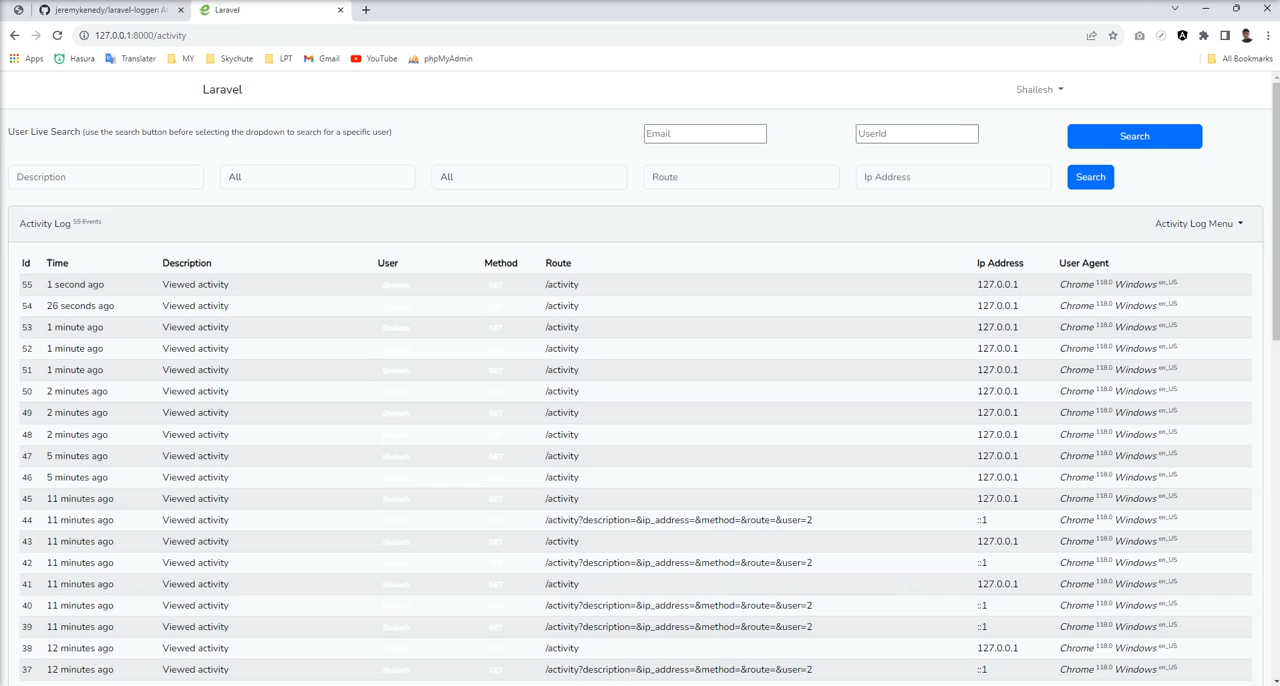 jeremykenedy/laravel-logger: A
Laravel
127.0.0.1:8000/activity
Apps Hasura Translater MY Skychute LPT Gmail YouTube phpMyAdmin All Bookmarks
Laravel Shailesh
User Live Search (use the search button before selecting the dropdown to search for a specific user) Email UserId Search
Description All All Route Ip Address Search
Activity Log 55 Events Activity Log Menu
Id Time Description User Method Route Ip Address User Agent
55 1 second ago Viewed activity Shailesh GET /activity 127.0.0.1 Chrome 118.0 Windows en_US
54 26 seconds ago Viewed activity /activity 127.0.0.1 Chrome 118.0 Windows en_US
53 1 minute ago Viewed activity Shailesh GET /activity 127.0.0.1 Chrome 118.0 Windows en_US
52 1 minute ago Viewed activity /activity 127.0.0.1 Chrome 118.0 Windows en_US
51 1 minute ago Viewed activity Shailesh GET /activity 127.0.0.1 Chrome 118.0 Windows en_US
50 2 minutes ago Viewed activity /activity 127.0.0.1 Chrome 118.0 Windows en_US
49 2 minutes ago Viewed activity Shailesh GET /activity 127.0.0.1 Chrome 118.0 Windows en_US
48 2 minutes ago Viewed activity /activity 127.0.0.1 Chrome 118.0 Windows en_US
47 5 minutes ago Viewed activity Shailesh GET /activity 127.0.0.1 Chrome 118.0 Windows en_US
46 5 minutes ago Viewed activity /activity 127.0.0.1 Chrome 118.0 Windows en_US
45 11 minutes ago Viewed activity Shailesh GET /activity 127.0.0.1 Chrome 118.0 Windows en_US
44 11 minutes ago Viewed activity /activity?description=&ip_address=&method=&route=&user=2 ::1 Chrome 118.0 Windows en_US
43 11 minutes ago Viewed activity Shailesh GET /activity 127.0.0.1 Chrome 118.0 Windows en_US
42 11 minutes ago Viewed activity /activity?description=&ip_address=&method=&route=&user=2 ::1 Chrome 118.0 Windows en_US
41 11 minutes ago Viewed activity Shailesh GET /activity 127.0.0.1 Chrome 118.0 Windows en_US
40 11 minutes ago Viewed activity /activity?description=&ip_address=&method=&route=&user=2 ::1 Chrome 118.0 Windows en_US
39 11 minutes ago Viewed activity Shailesh GET /activity?description=&ip_address=&method=&route=&user=2 ::1 Chrome 118.0 Windows en_US
38 12 minutes ago Viewed activity /activity 127.0.0.1 Chrome 118.0 Windows en_US
37 12 minutes ago Viewed activity Shailesh GET /activity?description=&ip_address=&method=&route=&user=2 ::1 Chrome 118.0 Windows en_US